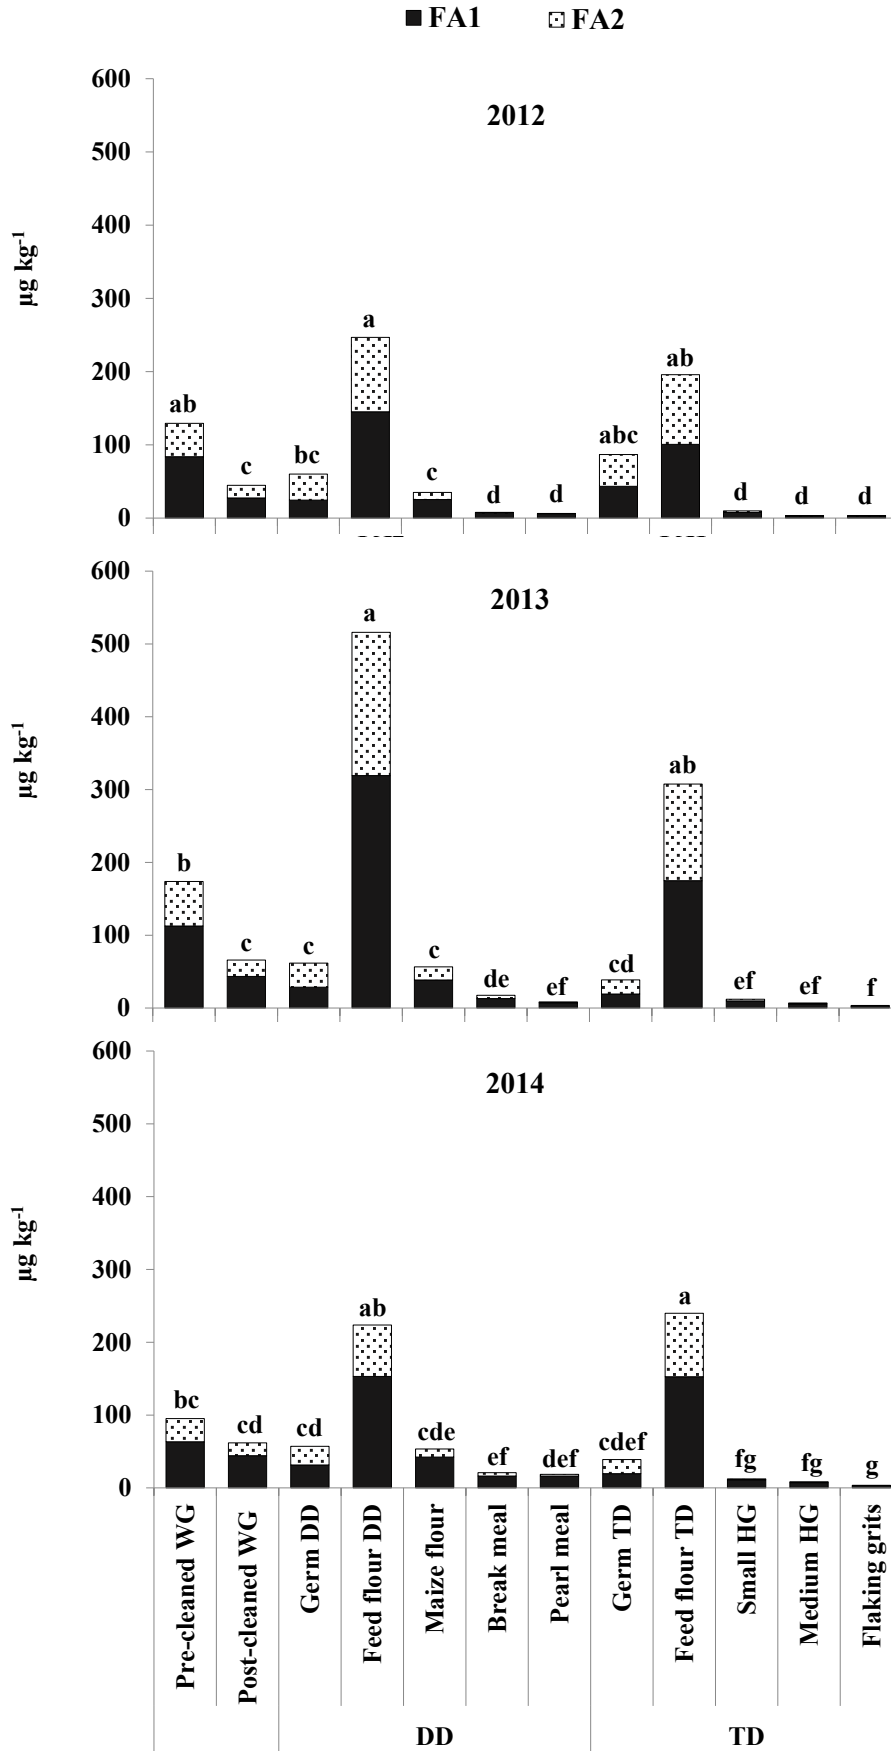 FA1 FA2
2012
600
500
400
300
200
100
0
µg kg-1
ab c bc a c d d abc ab d d d
2013
600
500
400
300
200
100
0
µg kg-1
b c c a c de ef cd ab ef ef f
2014
600
500
400
300
200
100
0
µg kg-1
bc cd cd ab cde ef def cdef a fg fg g
Pre-cleaned WG
Post-cleaned WG
Germ DD
Feed flour DD
Maize flour
Break meal
Pearl meal
Germ TD
Feed flour TD
Small HG
Medium HG
Flaking grits
DD TD